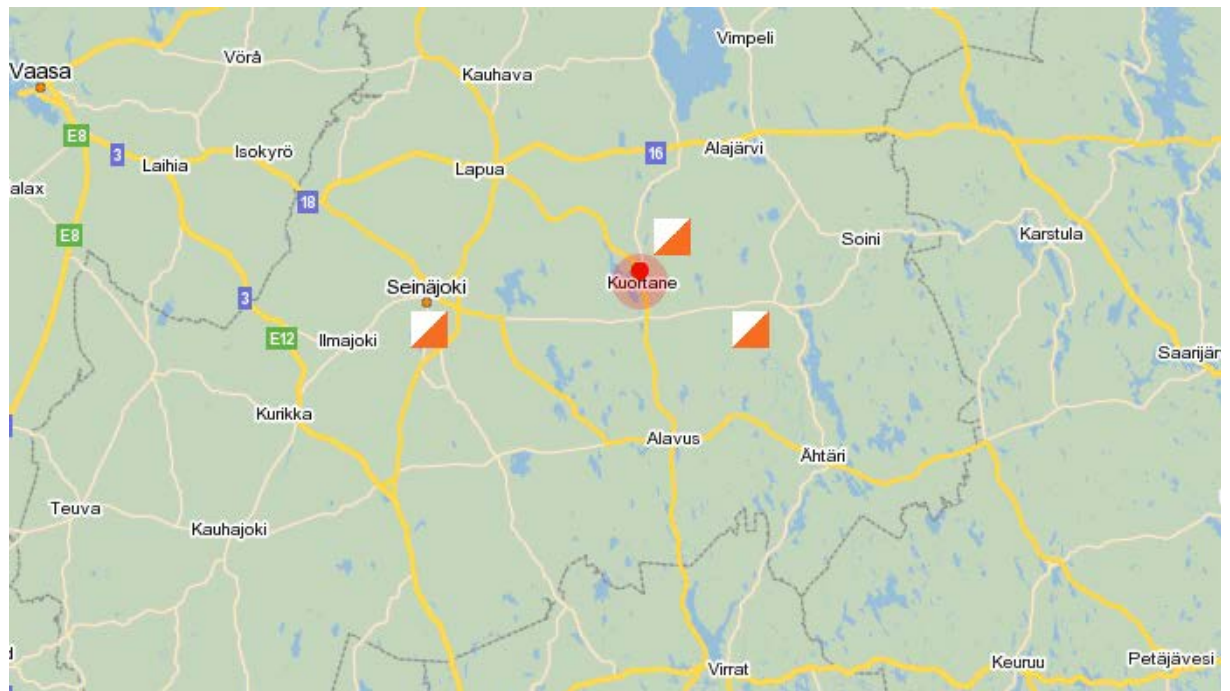 Vimpeli
Vörå
Vaasa
Kauhava
E8
3
Isokyrö
16
Alajärvi
Laihia
Lapua
alax
18
E8
Soini
Karstula
Kuortane
Seinäjoki
3
E12
Ilmajoki
Saarijär
Kurikka
Alavus
Ähtäri
Teuva
Kauhajoki
d
Virrat
Keuruu
Petäjävesi